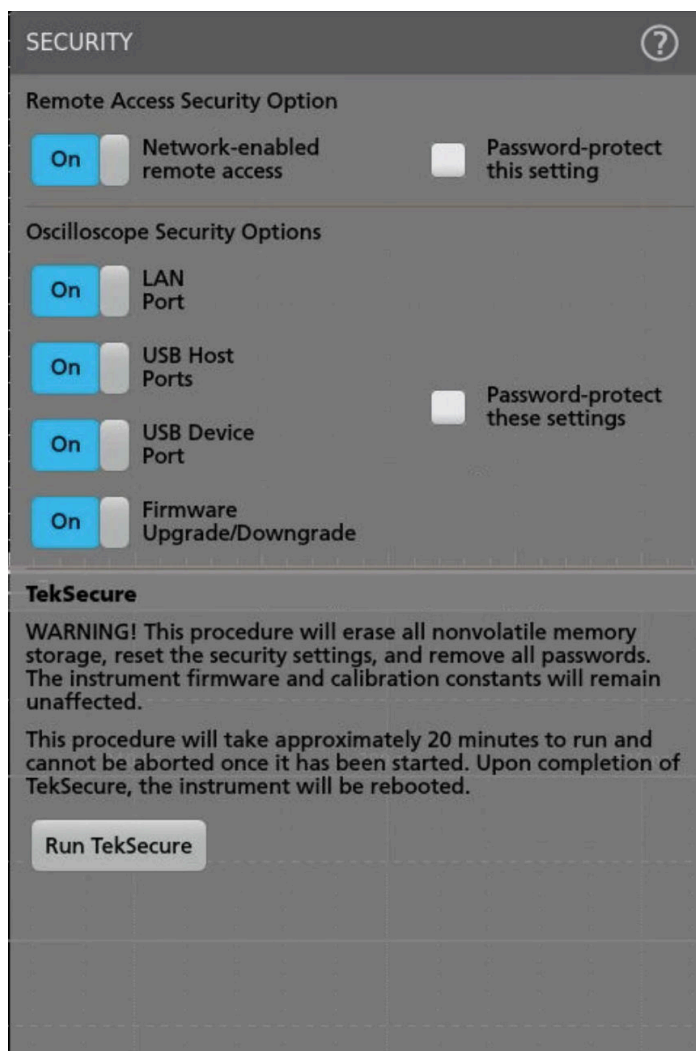 SECURITY
?
Remote Access Security Option
On
Network-enabled
remote access
Password-protect
this setting
Oscilloscope Security Options
On
LAN
Port
On
USB Host
Ports
On
USB Device
Port
Password-protect
these settings
On
Firmware
Upgrade/Downgrade
TekSecure
WARNING! This procedure will erase all nonvolatile memory
storage, reset the security settings, and remove all passwords.
The instrument firmware and calibration constants will remain
unaffected.
This procedure will take approximately 20 minutes to run and
cannot be aborted once it has been started. Upon completion of
TekSecure, the instrument will be rebooted.
Run TekSecure